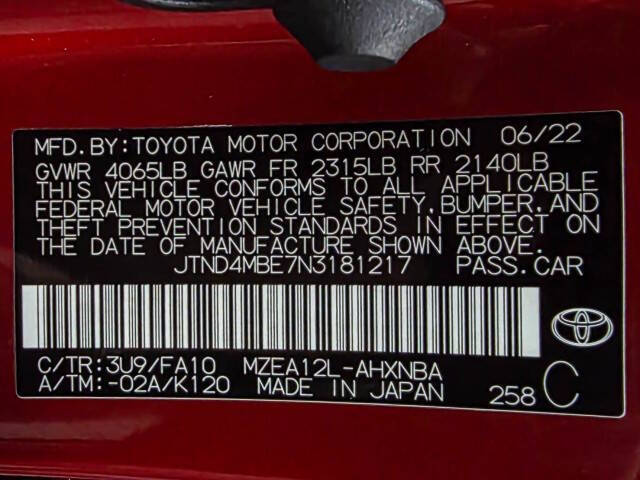 MFD.BY:TOYOTA MOTOR CORPORATION 06/22
GVWR 4065LB GAWR FR 2315LB RR 2140LB
THIS VEHICLE CONFORMS TO ALL APPLICABLE
FEDERAL MOTOR VEHICLE SAFETY,BUMPER,AND
THEFT PREVENTION STANDARDS IN EFFECT ON
THE DATE OF MANUFACTURE SHOWN ABOVE.
JTND4MBE7N3181217 PASS.CAR
C/TR:3U9/FA10 MZEA12L-AHXNBA
A/TM:-02A/K120 MADE IN JAPAN 258 C